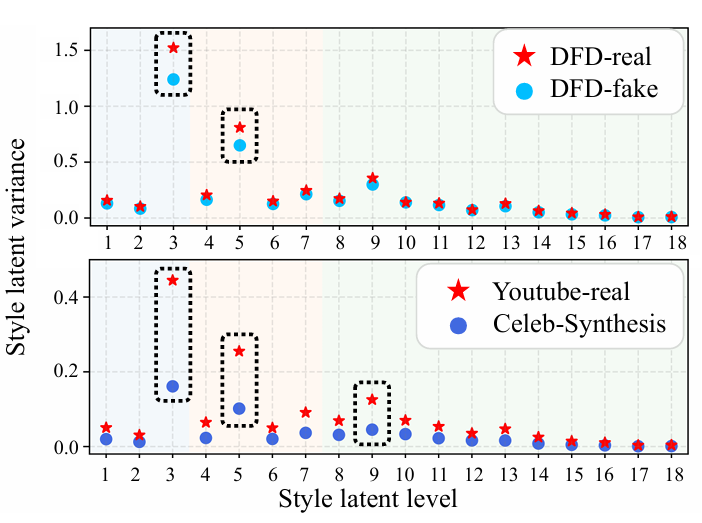 Style latent variance
1.5
1.0
0.5
0.0
DFD-real
DFD-fake
1 2 3 4 5 6 7 8 9 10 11 12 13 14 15 16 17 18
0.4
0.2
0.0
Youtube-real
Celeb-Synthesis
1 2 3 4 5 6 7 8 9 10 11 12 13 14 15 16 17 18
Style latent level